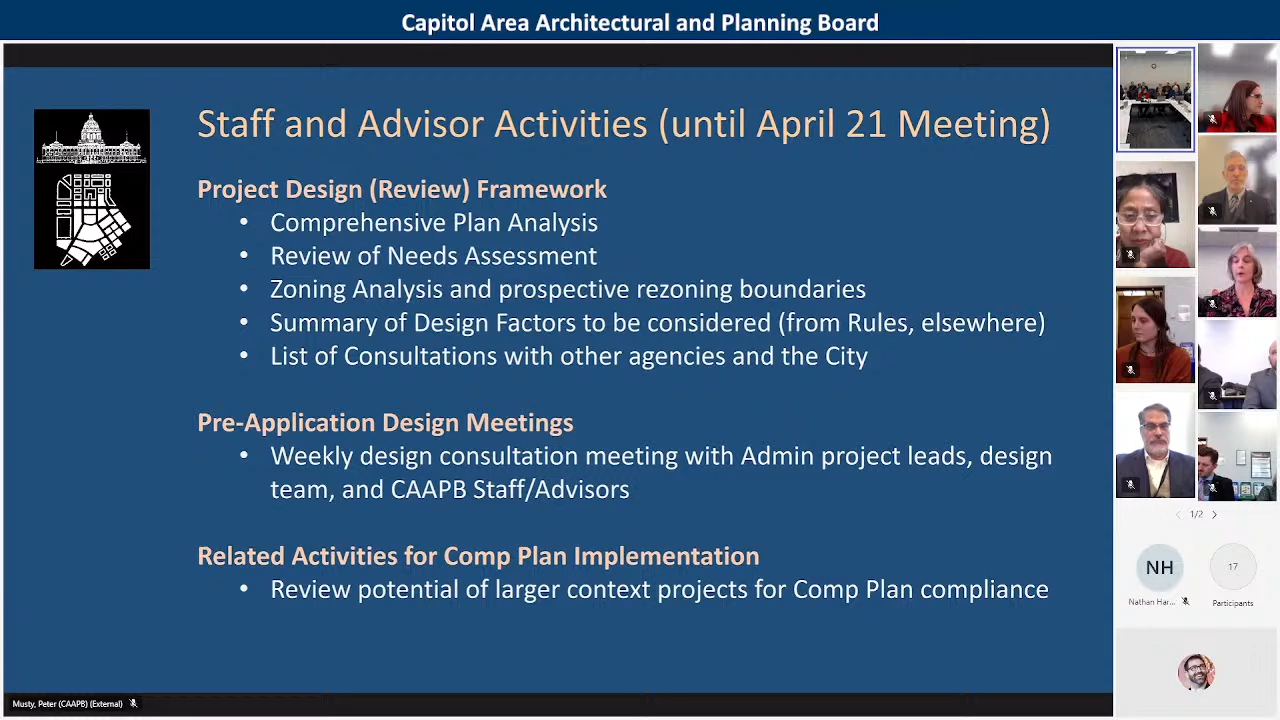 Capitol Area Architectural and Planning Board
Staff and Advisor Activities (until April 21 Meeting)
Project Design (Review) Framework
• Comprehensive Plan Analysis
• Review of Needs Assessment
• Zoning Analysis and prospective rezoning boundaries
• Summary of Design Factors to be considered (from Rules, elsewhere)
• List of Consultations with other agencies and the City
Pre-Application Design Meetings
• Weekly design consultation meeting with Admin project leads, design
team, and CAAPB Staff/Advisors
Related Activities for Comp Plan Implementation
• Review potential of larger context projects for Comp Plan compliance
Musty, Peter (CAAPB) (External)
1/2
NH
17
Nathan Har...
Participants